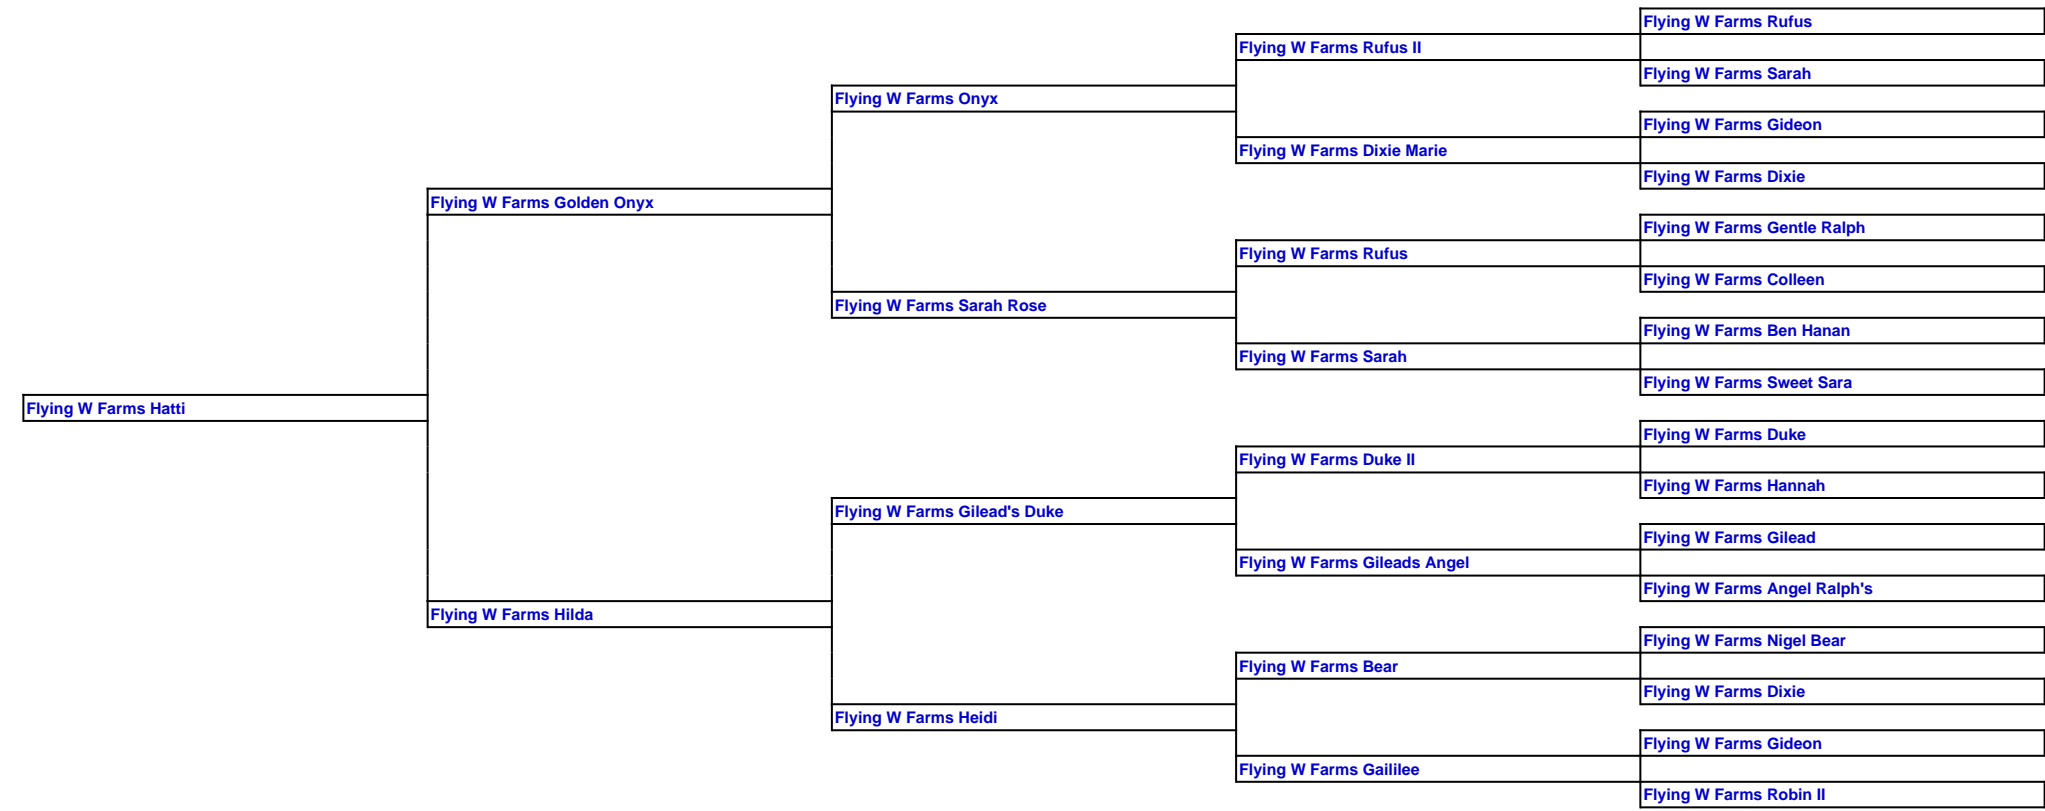 Flying W Farms Rufus
Flying W Farms Rufus II
Flying W Farms Sarah
Flying W Farms Onyx
Flying W Farms Gideon
Flying W Farms Dixie Marie
Flying W Farms Dixie
Flying W Farms Golden Onyx
Flying W Farms Gentle Ralph
Flying W Farms Rufus
Flying W Farms Colleen
Flying W Farms Sarah Rose
Flying W Farms Ben Hanan
Flying W Farms Sarah
Flying W Farms Sweet Sara
Flying W Farms Hatti
Flying W Farms Duke
Flying W Farms Duke II
Flying W Farms Hannah
Flying W Farms Gilead's Duke
Flying W Farms Gilead
Flying W Farms Gileads Angel
Flying W Farms Angel Ralph's
Flying W Farms Hilda
Flying W Farms Nigel Bear
Flying W Farms Bear
Flying W Farms Dixie
Flying W Farms Heidi
Flying W Farms Gideon
Flying W Farms Gaililee
Flying W Farms Robin II